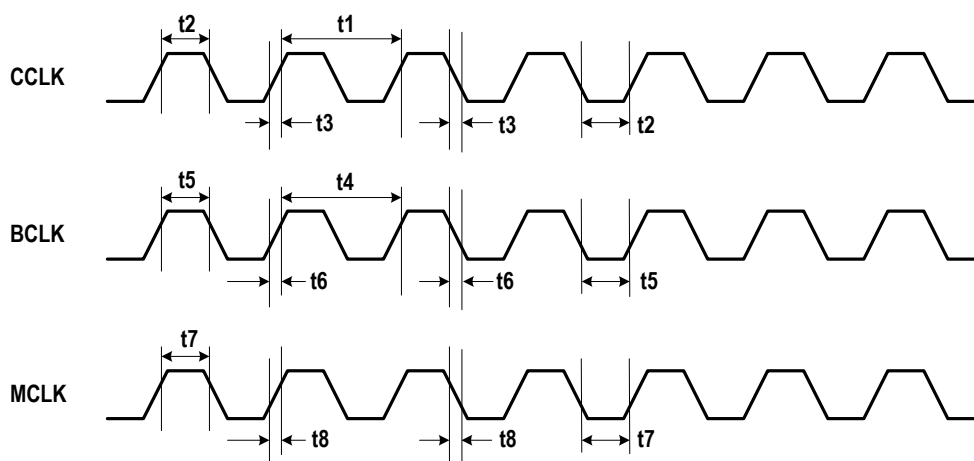 t2 t1
CCLK
t3 t3 t2
t5 t4
BCLK
t6 t6 t5
t7
MCLK
t8 t8 t7